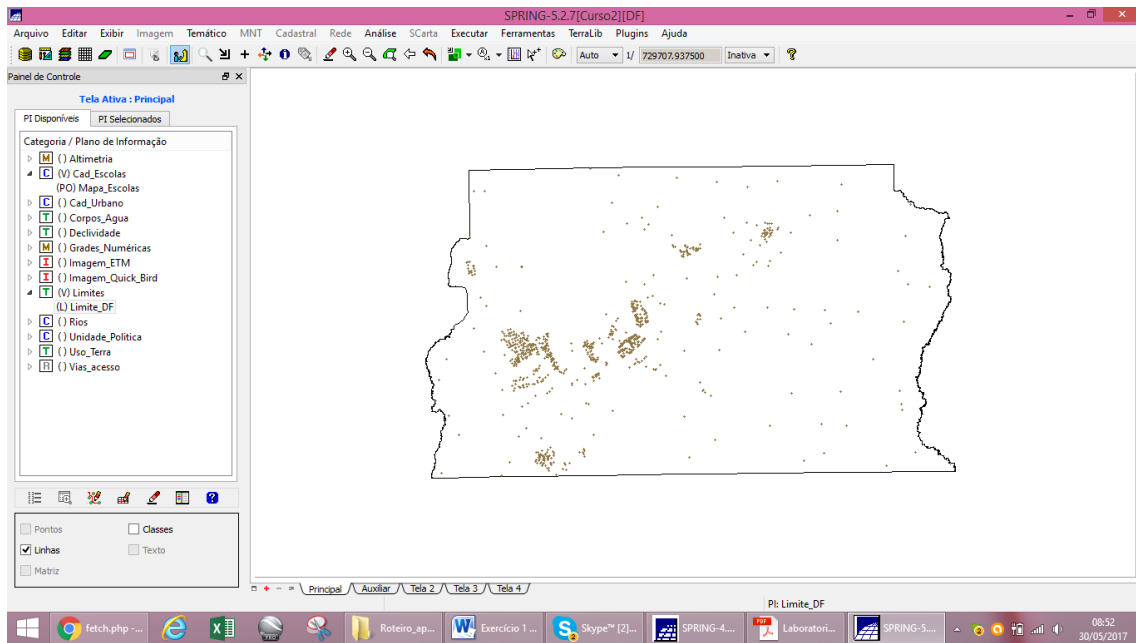 SPRING-5.2.7[Curso2][DF]
Arquivo Editar Exibir Imagem Temático MNT Cadastral Rede Análise SCarta Executar Ferramentas TerraLib Plugins Ajuda
Auto 1/ 729707.937500 Inativa
Painel de Controle
Tela Ativa : Principal
PI Disponíveis PI Selecionados
Categoria / Plano de Informação
M ( ) Altimetria
C (V) Cad_Escolas
(PO) Mapa_Escolas
C ( ) Cad_Urbano
T ( ) Corpos_Agua
T ( ) Declividade
M ( ) Grades_Numéricas
I ( ) Imagem_ETM
I ( ) Imagem_Quick_Bird
T (V) Limites
(L) Limite_DF
C ( ) Rios
C ( ) Unidade_Politica
T ( ) Uso_Terra
R ( ) Vias_acesso
Pontos Classes
Linhas Texto
Matriz
Principal Auxiliar Tela 2 Tela 3 Tela 4
PI: Limite_DF
fetch.php -... Roteiro_ap... Exercício 1 ... Skype™ [2]... SPRING-4.... Laboratori... SPRING-5....
08:52
30/05/2017